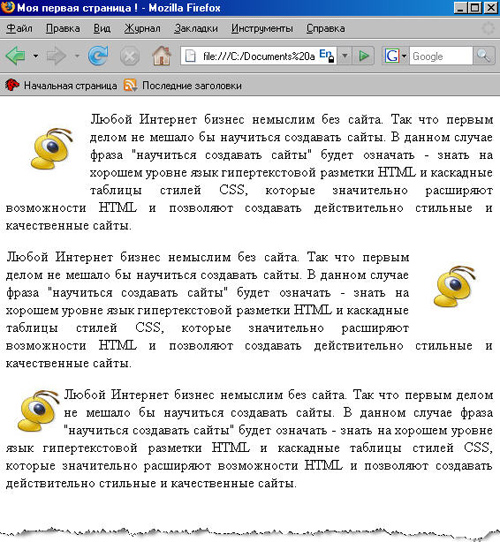 Моя первая страница ! - Mozilla Firefox
Файл Правка Вид Журнал Закладки Инструменты Справка
file:///C:/Documents%20a En Google
Начальная страница Последние заголовки
Любой Интернет бизнес немыслим без сайта. Так что первым
делом не мешало бы научиться создавать сайты. В данном случае
фраза "научиться создавать сайты" будет означать - знать на
хорошем уровне язык гипертекстовой разметки HTML и каскадные
таблицы стилей CSS, которые значительно расширяют
возможности HTML и позволяют создавать действительно стильные и
качественные сайты.
Любой Интернет бизнес немыслим без сайта. Так что первым
делом не мешало бы научиться создавать сайты. В данном случае
фраза "научиться создавать сайты" будет означать - знать на
хорошем уровне язык гипертекстовой разметки HTML и каскадные
таблицы стилей CSS, которые значительно расширяют
возможности HTML и позволяют создавать действительно стильные и
качественные сайты.
Любой Интернет бизнес немыслим без сайта. Так что первым делом
не мешало бы научиться создавать сайты. В данном случае фраза
"научиться создавать сайты" будет означать - знать на хорошем уровне
язык гипертекстовой разметки HTML и каскадные таблицы стилей CSS,
которые значительно расширяют возможности HTML и позволяют создавать
действительно стильные и качественные сайты.